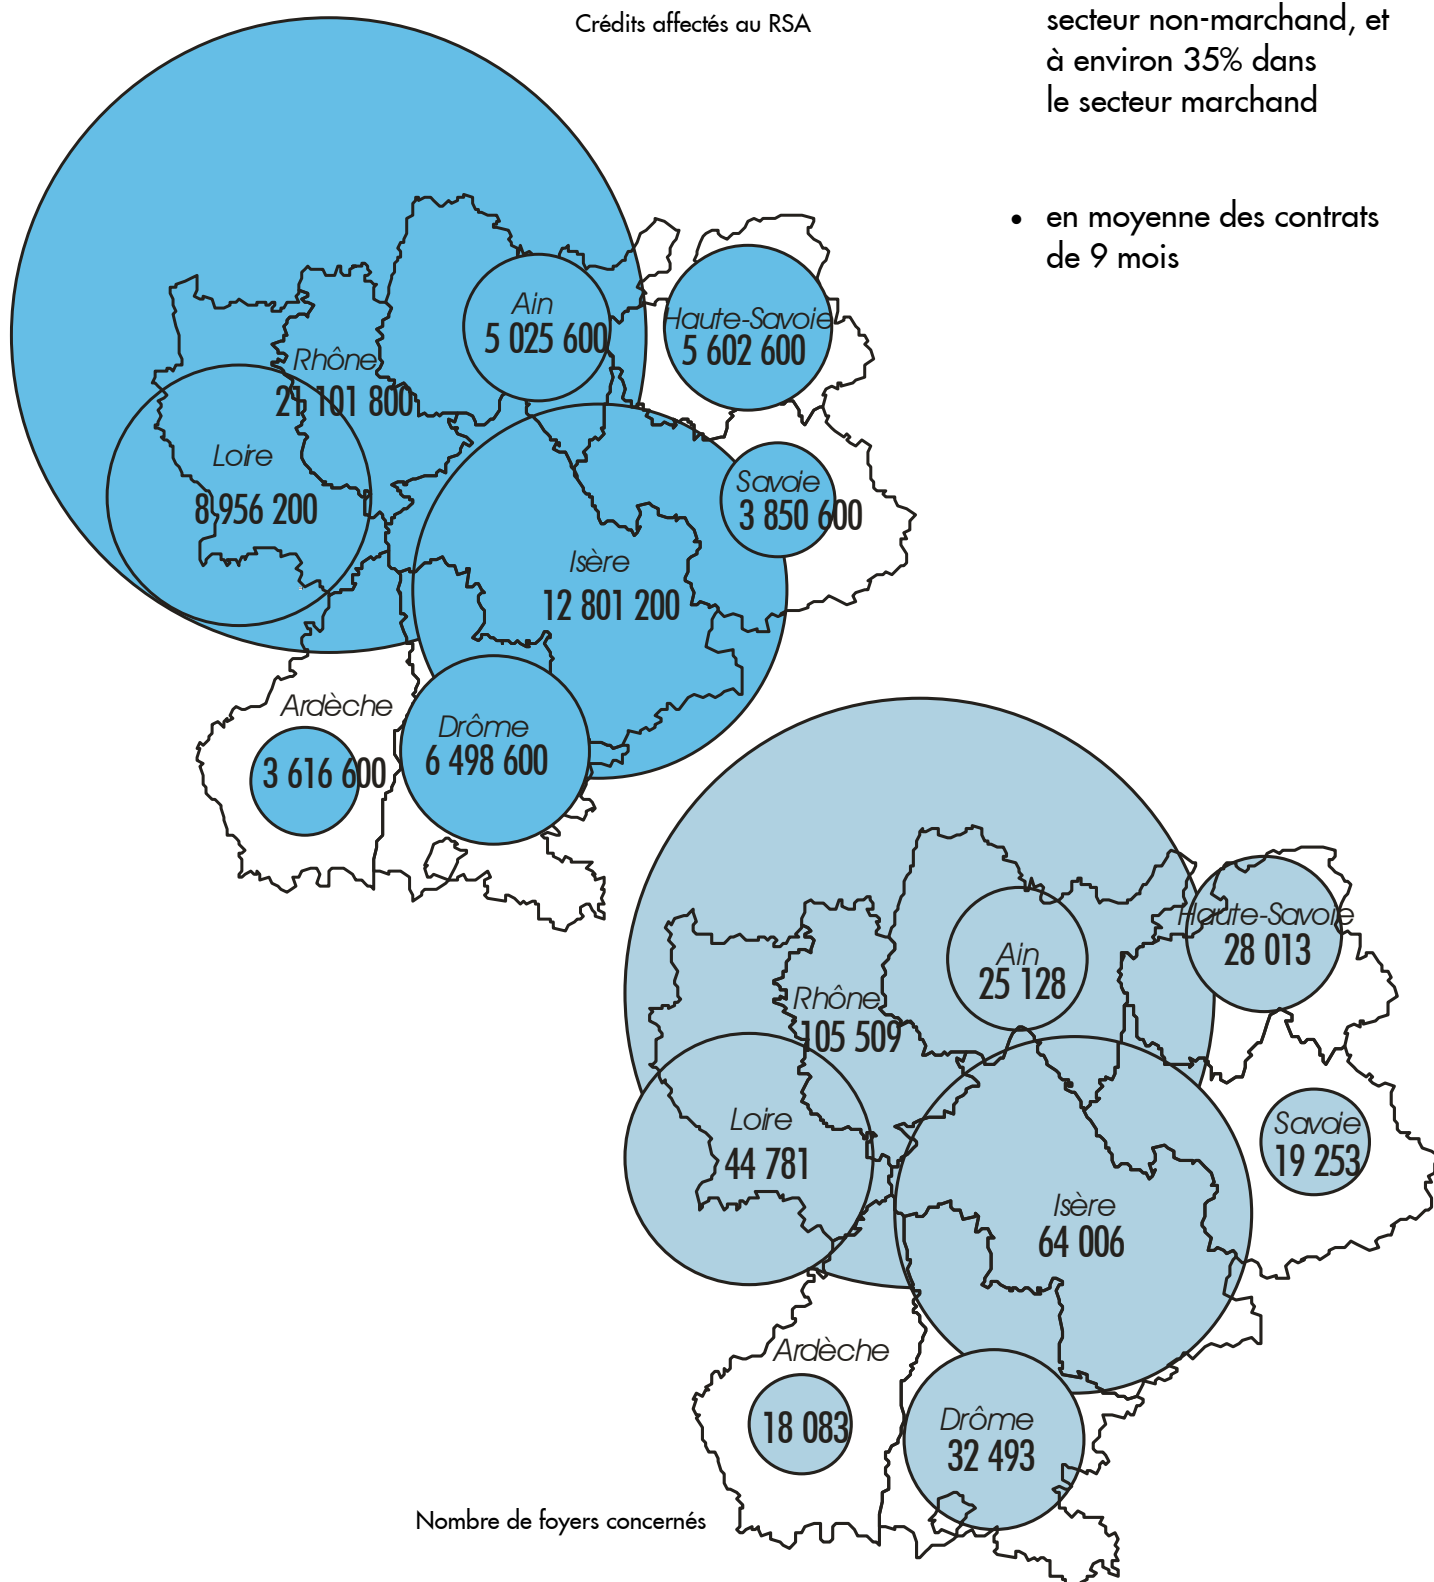 Crédits affectés au RSA
secteur non-marchand, et
à environ 35% dans
le secteur marchand
• en moyenne des contrats
de 9 mois
Ain
5 025 600
Haute-Savoie
5 602 600
Rhône
21 101 800
Loire
8 956 200
Savoie
3 850 600
Isère
12 801 200
Ardèche
3 616 600
Drôme
6 498 600
Haute-Savoie
28 013
Ain
25 128
Rhône
105 509
Loire
44 781
Savoie
19 253
Isère
64 006
Ardèche
18 083
Drôme
32 493
Nombre de foyers concernés